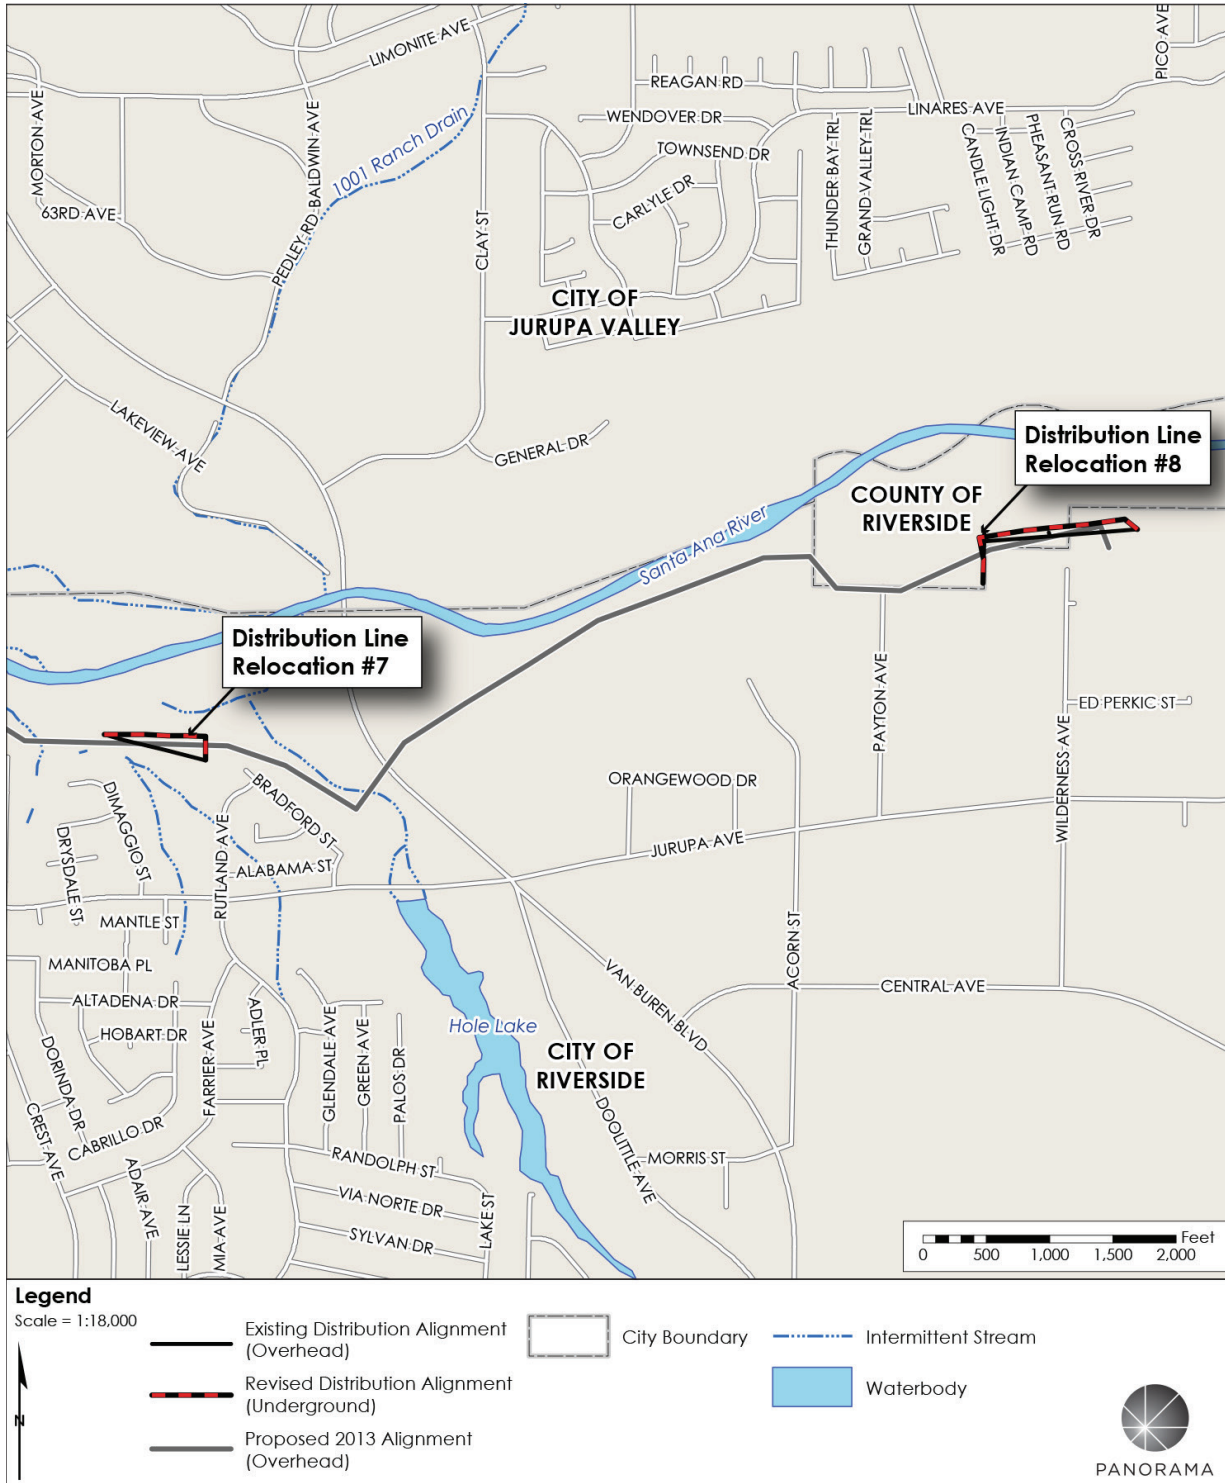 LIMONITE AVE
PICO AVE
REAGAN RD
LINARES AVE
WENDOVER DR
TOWNSEND DR
CARLYLE DR
MORTON AVE
BALDWIN AVE
1001 Ranch Drain
63RD AVE
PEDLEY RD
CLAY ST
THUNDER BAY TRL
GRAND VALLEY TRL
CANDLE LIGHT DR
INDIAN CAMP RD
PHEASANT RUN RD
CROSS RIVER DR
CITY OF
JURUPA VALLEY
LAKEVIEW AVE
GENERAL DR
Distribution Line
Relocation #8
COUNTY OF
RIVERSIDE
Santa Ana River
Distribution Line
Relocation #7
PAYTON AVE
ED PERKIC ST
WILDERNESS AVE
ORANGEWOOD DR
JURUPA AVE
DIMAGGIO ST
DRYSDALE ST
RUTLAND AVE
BRADFORD ST
ALABAMA ST
MANTLE ST
MANITOBA PL
ALTADENA DR
HOBART DR
ADLER PL
DORINDA DR
CREST AVE
CABRILLO DR
FARRIER AVE
GLENDALE AVE
GREEN AVE
PALOS DR
Hole Lake
CITY OF
RIVERSIDE
VAN BUREN BLVD
ACORN ST
CENTRAL AVE
DOOLITTLE AVE
MORRIS ST
RANDOLPH ST
VIA NORTE DR
SYLVAN DR
LAKE ST
ADAIR AVE
LESSIE LN
MIA AVE
Feet
0 500 1,000 1,500 2,000
Legend
Scale = 1:18,000
N
Existing Distribution Alignment
(Overhead)
Revised Distribution Alignment
(Underground)
Proposed 2013 Alignment
(Overhead)
City Boundary
Intermittent Stream
Waterbody
PANORAMA